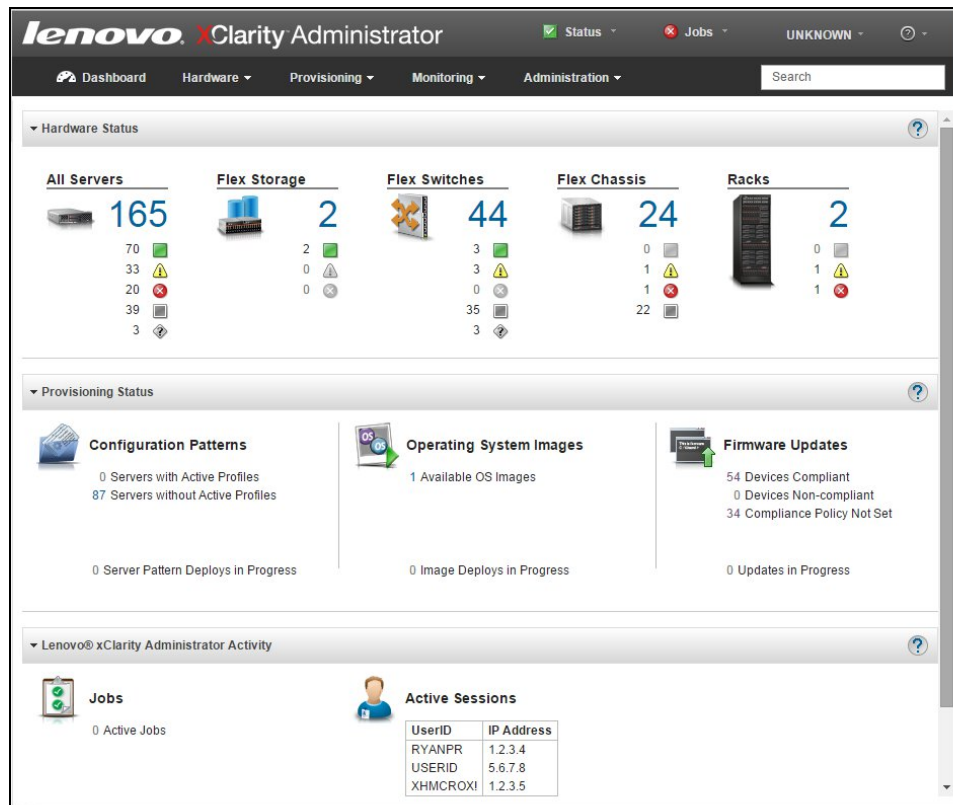 lenovo. XClarity Administrator Status Jobs UNKNOWN
Dashboard Hardware Provisioning Monitoring Administration Search
Hardware Status
All Servers Flex Storage Flex Switches Flex Chassis Racks
165 2 44 24 2
70 2 3 0 0
33 0 3 1 1
20 0 0 1 1
39 35 22
3 3
Provisioning Status
Configuration Patterns Operating System Images Firmware Updates
0 Servers with Active Profiles 1 Available OS Images 54 Devices Compliant
87 Servers without Active Profiles 0 Devices Non-compliant
34 Compliance Policy Not Set
0 Server Pattern Deploys in Progress 0 Image Deploys in Progress 0 Updates in Progress
Lenovo® xClarity Administrator Activity
Jobs Active Sessions
0 Active Jobs
UserID IP Address
RYANPR 1.2.3.4
USERID 5.6.7.8
XHMCROX! 1.2.3.5